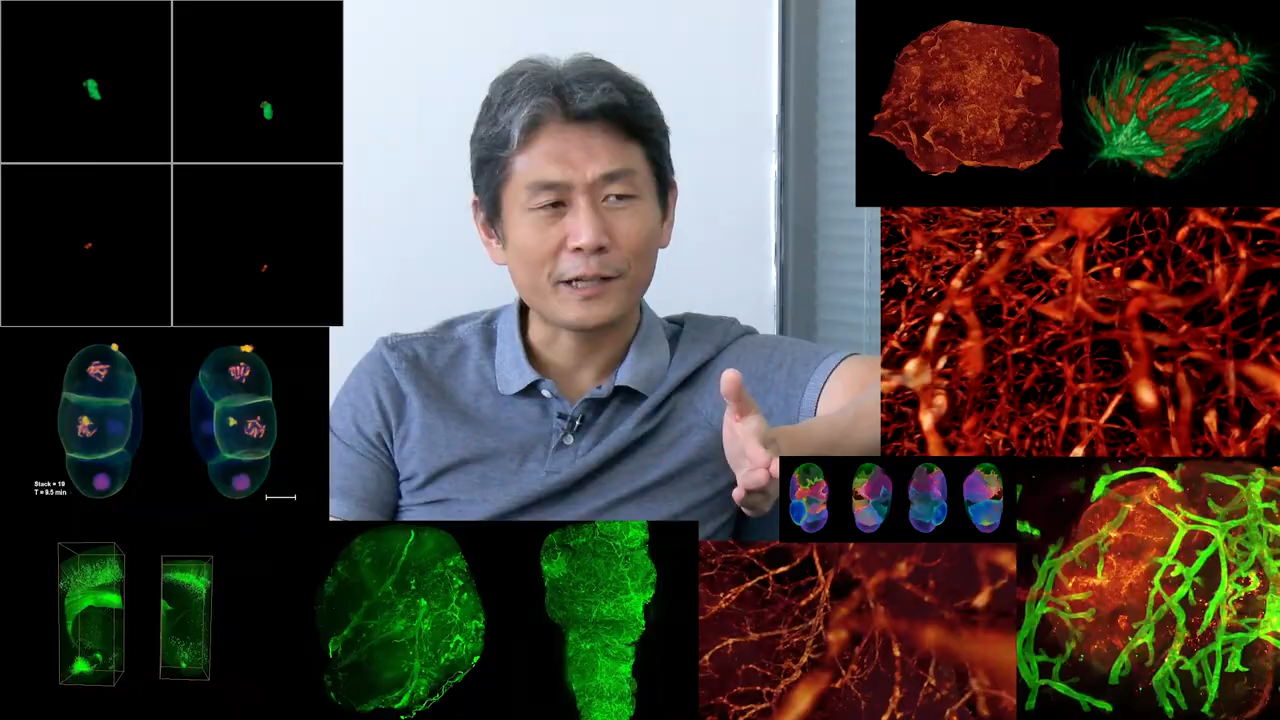 Stack = 19
T = 9.5 min